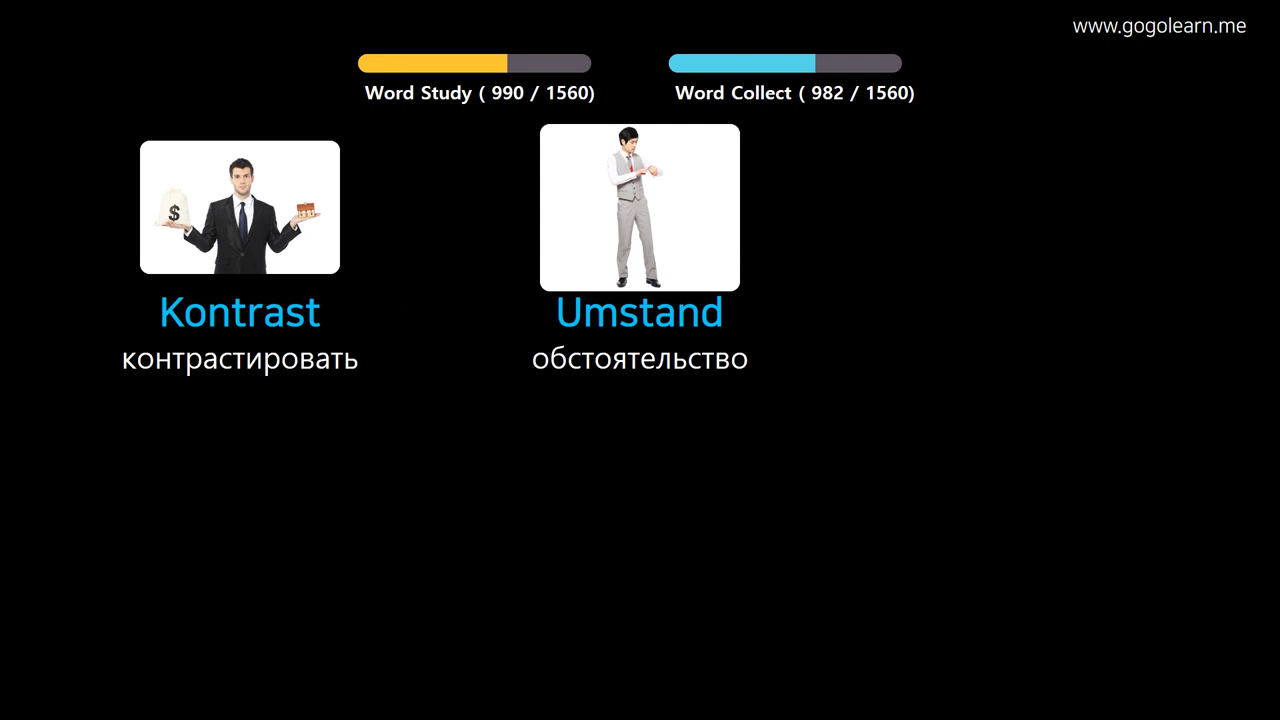 www.gogolearn.me
Word Study ( 990 / 1560)
Word Collect ( 982 / 1560)
$
Kontrast
контрастировать
Umstand
обстоятельство